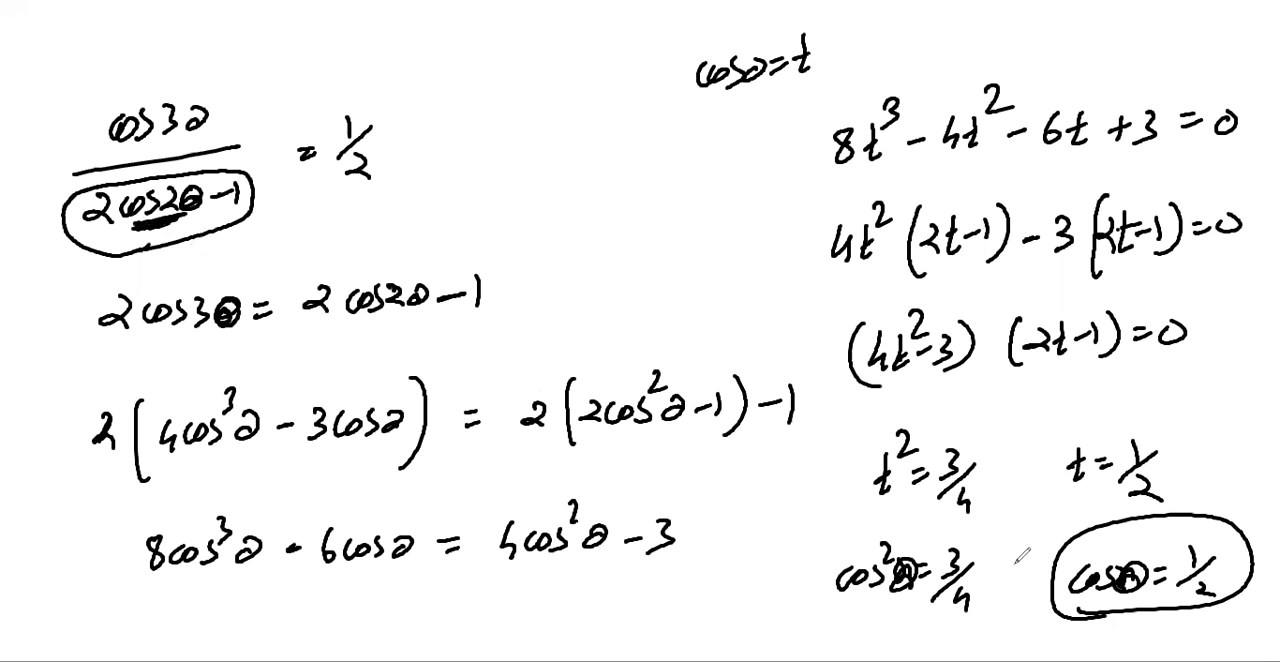 cosθ=t
cos3θ
2cos2θ-1
= 1/2
2cos3θ = 2cos2θ-1
2(4cos³θ - 3cosθ) = 2(2cos²θ-1)-1
8cos³θ - 6cosθ = 4cos²θ-3
8t³ - 4t² - 6t + 3 = 0
4t²(2t-1) - 3(2t-1)=0
(4t²-3) (2t-1)=0
t²=3/4 t=1/2
cos²θ=3/4 cosθ=1/2